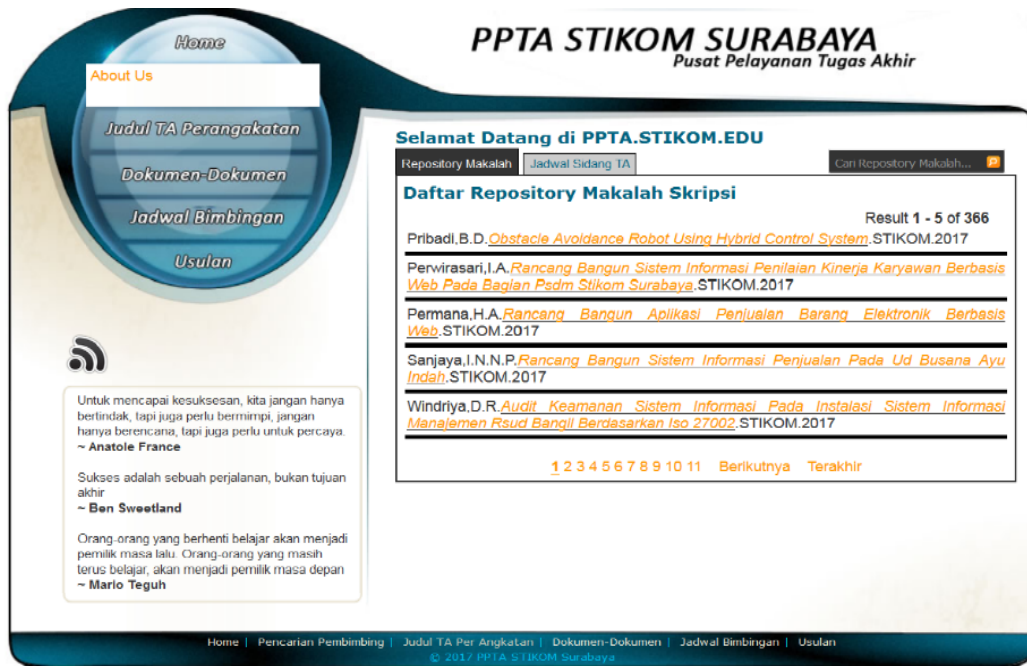 Home
About Us
Judul TA Perangakatan
Dokumen-Dokumen
Jadwal Bimbingan
Usulan
PPTA STIKOM SURABAYA
Pusat Pelayanan Tugas Akhir
Selamat Datang di PPTA.STIKOM.EDU
Repository Makalah
Jadwal Sidang TA
Cari Repository Makalah...
Daftar Repository Makalah Skripsi
Result 1 - 5 of 366
Pribadi,B.D.Obstacle Avoidance Robot Using Hybrid Control System.STIKOM.2017
Perwirasari,I.A.Rancang Bangun Sistem Informasi Penilaian Kinerja Karyawan Berbasis
Web Pada Bagian Psdm Stikom Surabaya.STIKOM.2017
Permana,H.A.Rancang Bangun Aplikasi Penjualan Barang Elektronik Berbasis
Web.STIKOM.2017
Sanjaya,I.N.N.P.Rancang Bangun Sistem Informasi Penjualan Pada Ud Busana Ayu
Indah.STIKOM.2017
Windriya,D.R.Audit Keamanan Sistem Informasi Pada Instalasi Sistem Informasi
Manajemen Rsud Bangil Berdasarkan Iso 27002.STIKOM.2017
1 2 3 4 5 6 7 8 9 10 11 Berikutnya Terakhir
Untuk mencapai kesuksesan, kita jangan hanya
bertindak, tapi juga perlu bermimpi, jangan
hanya berencana, tapi juga perlu untuk percaya.
~ Anatole France
Sukses adalah sebuah perjalanan, bukan tujuan
akhir
~ Ben Sweetland
Orang-orang yang berhenti belajar akan menjadi
pemilik masa lalu. Orang-orang yang masih
terus belajar, akan menjadi pemilik masa depan
~ Mario Teguh
Home | Pencarian Pembimbing | Judul TA Per Angkatan | Dokumen-Dokumen | Jadwal Bimbingan | Usulan
© 2017 PPTA STIKOM Surabaya